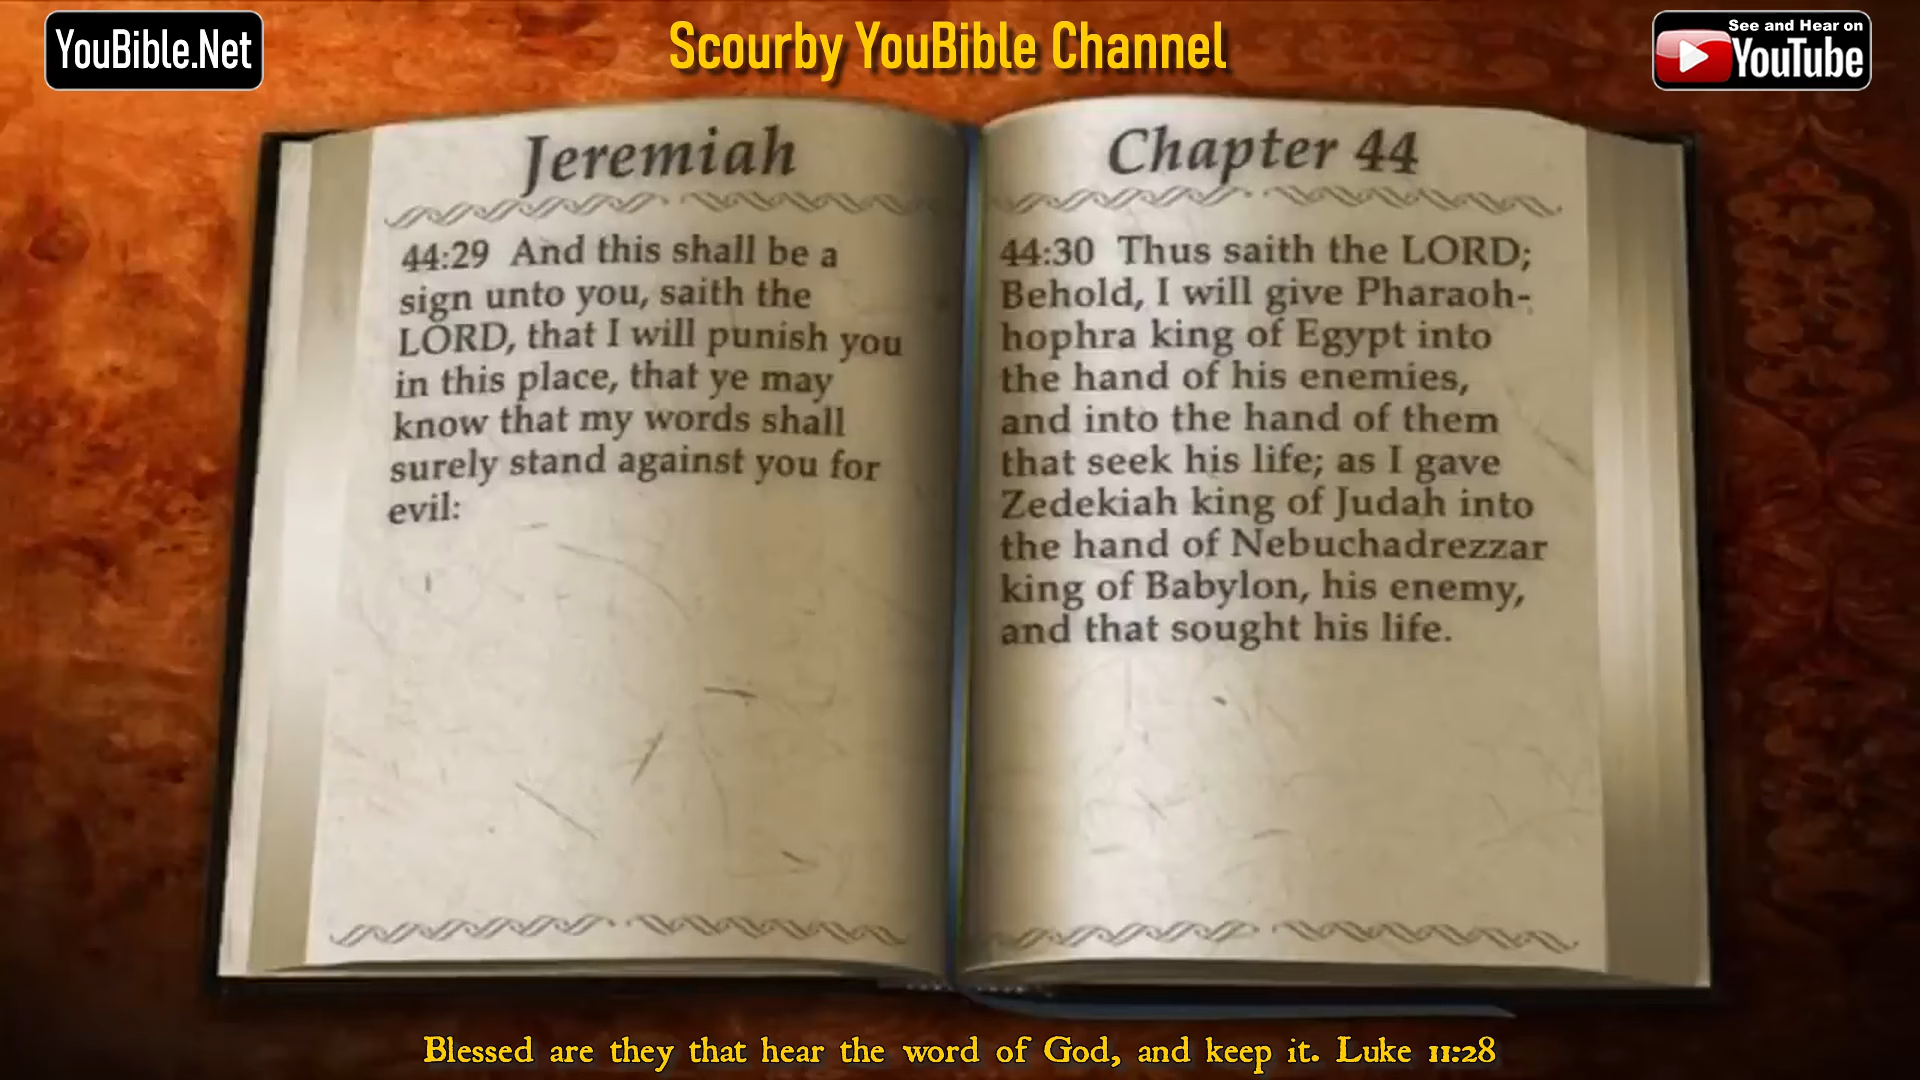 YouBible.Net
Scourby YouBible Channel
See and Hear on
YouTube
Jeremiah
44:29 And this shall be a
sign unto you, saith the
LORD, that I will punish you
in this place, that ye may
know that my words shall
surely stand against you for
evil:
Chapter 44
44:30 Thus saith the LORD;
Behold, I will give Pharaoh-
hophra king of Egypt into
the hand of his enemies,
and into the hand of them
that seek his life; as I gave
Zedekiah king of Judah into
the hand of Nebuchadrezzar
king of Babylon, his enemy,
and that sought his life.
Blessed are they that hear the word of God, and keep it. Luke 11:28